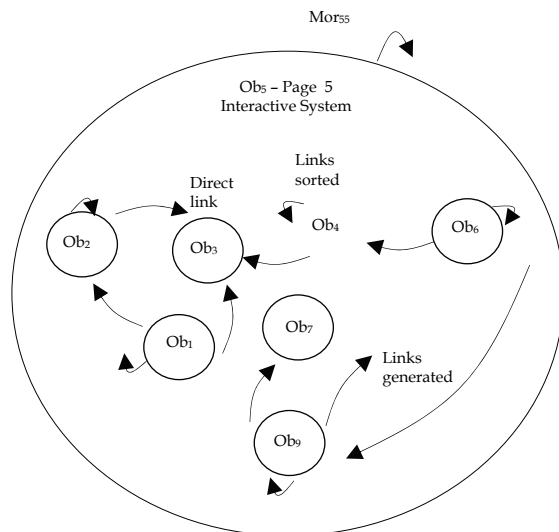 Mor₅₅
Ob₅ – Page 5
Interactive System
Links
sorted
Direct
link
Ob₂
Ob₃
Ob₄
Ob₆
Ob₇
Ob₁
Links
generated
Ob₉